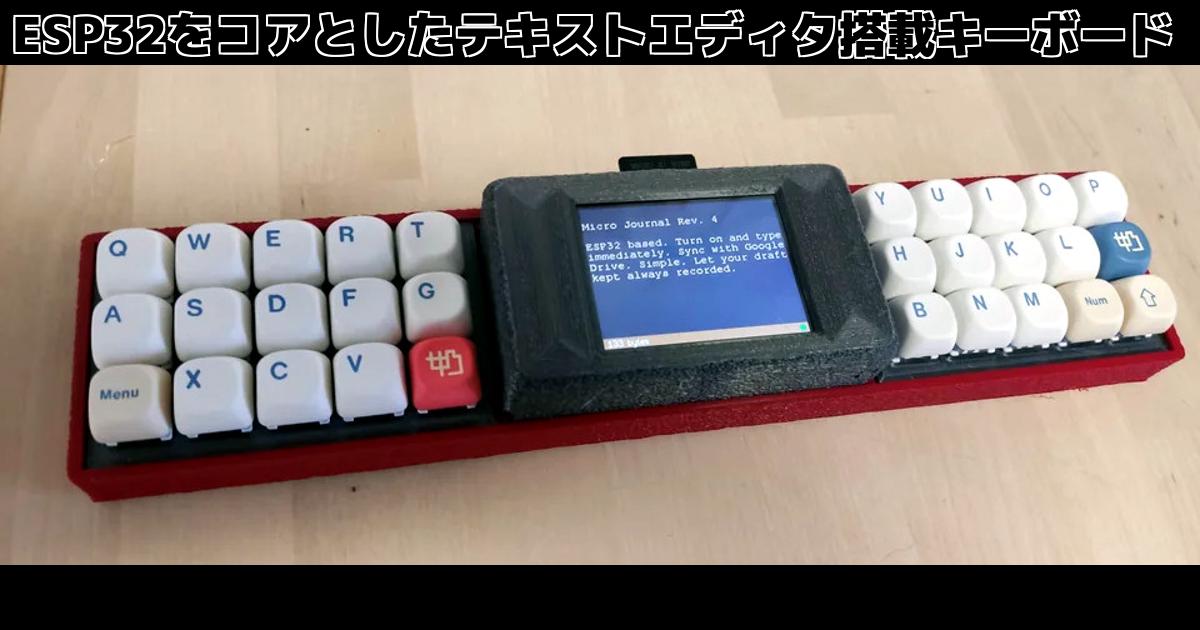 ESP32をコアとしたテキストエディタ搭載キーボード
Micro Journal Rev. 4
ESP32 based. Turn on and type
immediately. Sync with Google
Drive. Simple. Let your draft
kept always recorded.
133 bytes
Q W E R T
A S D F G
Menu X C V
Y U I O P
H J K L
B N M Num